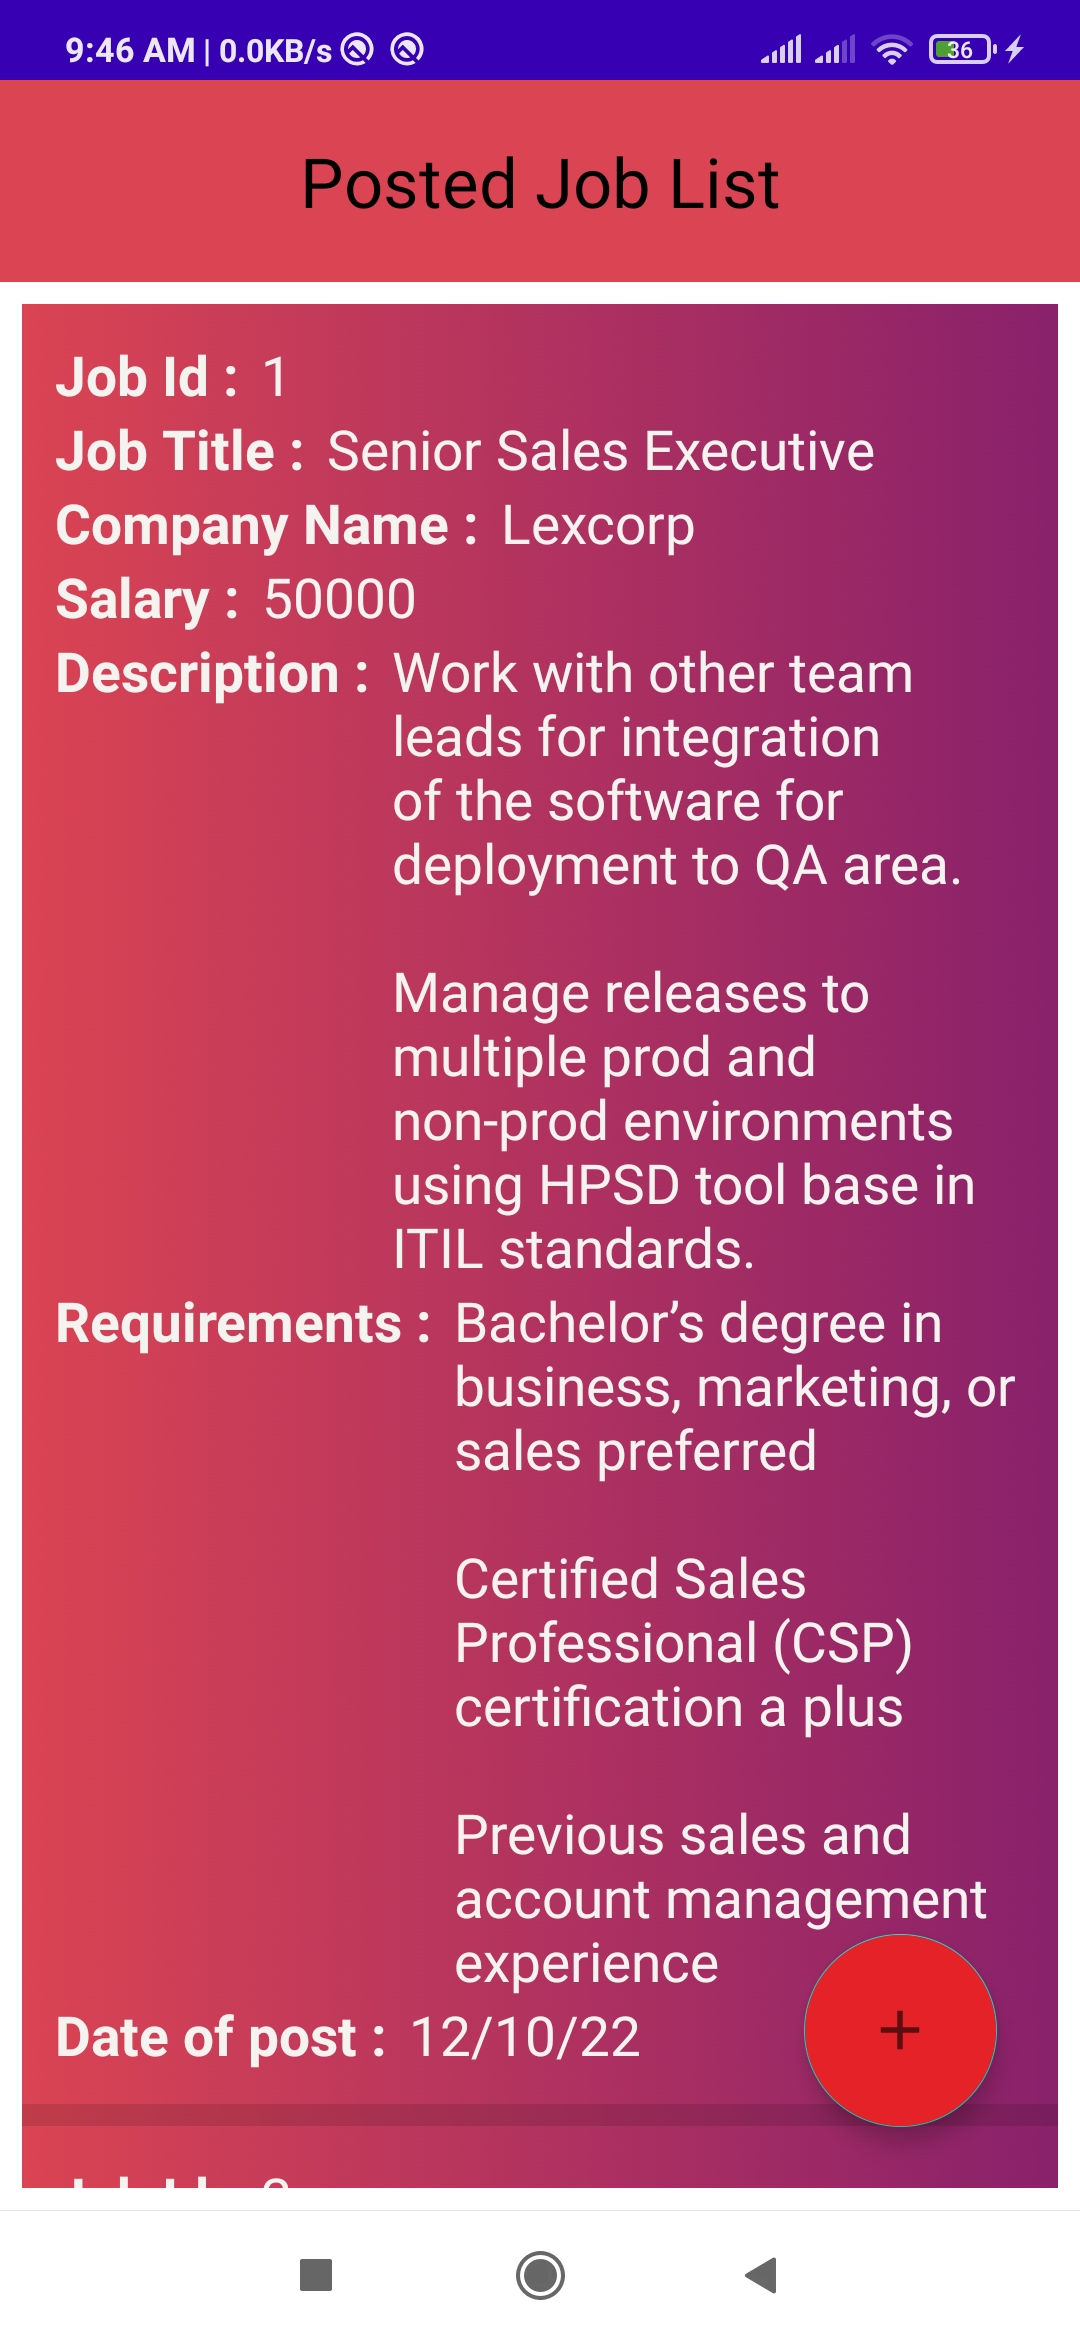 9:46 AM | 0.0KB/s
36
Posted Job List
Job Id : 1
Job Title : Senior Sales Executive
Company Name : Lexcorp
Salary : 50000
Description : Work with other team
leads for integration
of the software for
deployment to QA area.
Manage releases to
multiple prod and
non-prod environments
using HPSD tool base in
ITIL standards.
Requirements : Bachelor’s degree in
business, marketing, or
sales preferred
Certified Sales
Professional (CSP)
certification a plus
Previous sales and
account management
experience
Date of post : 12/10/22
+